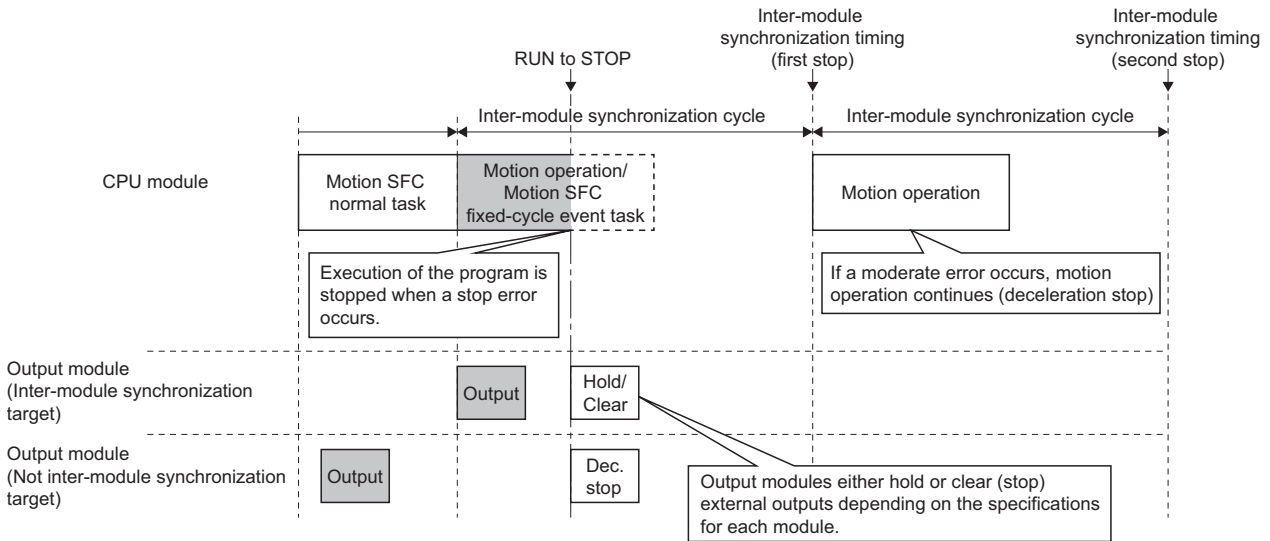 Inter-module
synchronization timing
(first stop)
Inter-module
synchronization timing
(second stop)
RUN to STOP
Inter-module synchronization cycle
Inter-module synchronization cycle
CPU module
Motion SFC
normal task
Motion operation/
Motion SFC
fixed-cycle event task
Motion operation
Execution of the program is
stopped when a stop error
occurs.
If a moderate error occurs, motion
operation continues (deceleration stop)
Output module
(Inter-module synchronization
target)
Output
Hold/
Clear
Output module
(Not inter-module synchronization
target)
Output
Dec.
stop
Output modules either hold or clear (stop)
external outputs depending on the specifications
for each module.